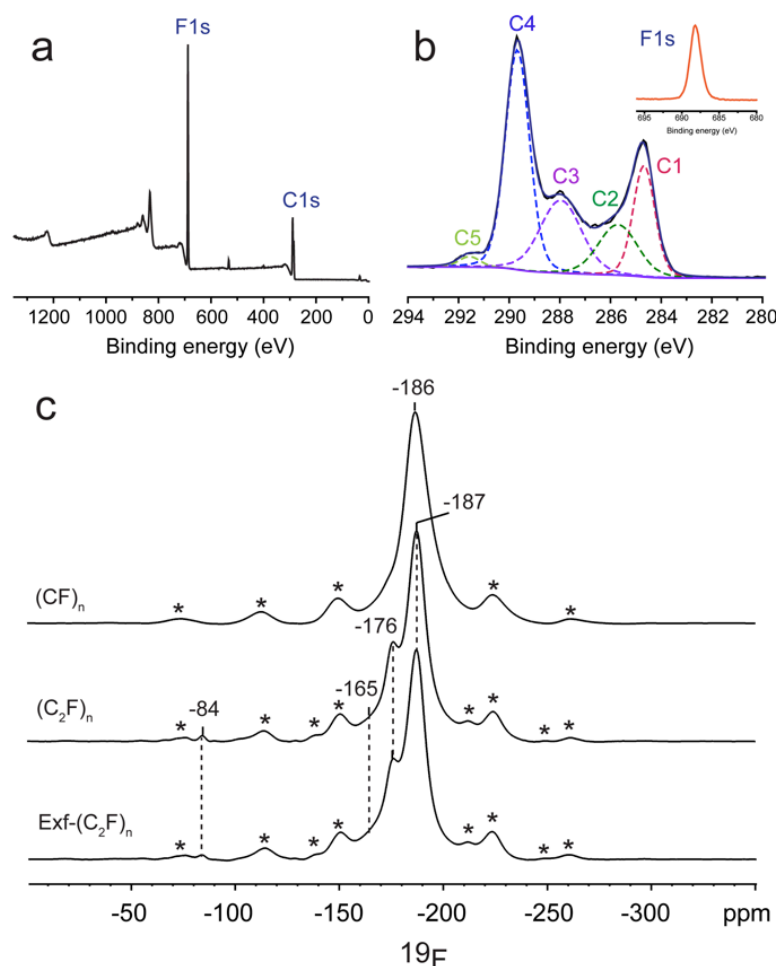 a
F1s
C1s
1200 1000 800 600 400 200 0
Binding energy (eV)
b
C4
F1s
695 690 685 680
Binding energy (eV)
C3
C2
C1
C5
294 292 290 288 286 284 282 280
Binding energy (eV)
c
-186
-187
(CF)n
* * * * *
-176
-165
-84
(C2F)n
* * * * * * * *
Exf-(C2F)n
* * * * * * * *
-50 -100 -150 -200 -250 -300 ppm
19F